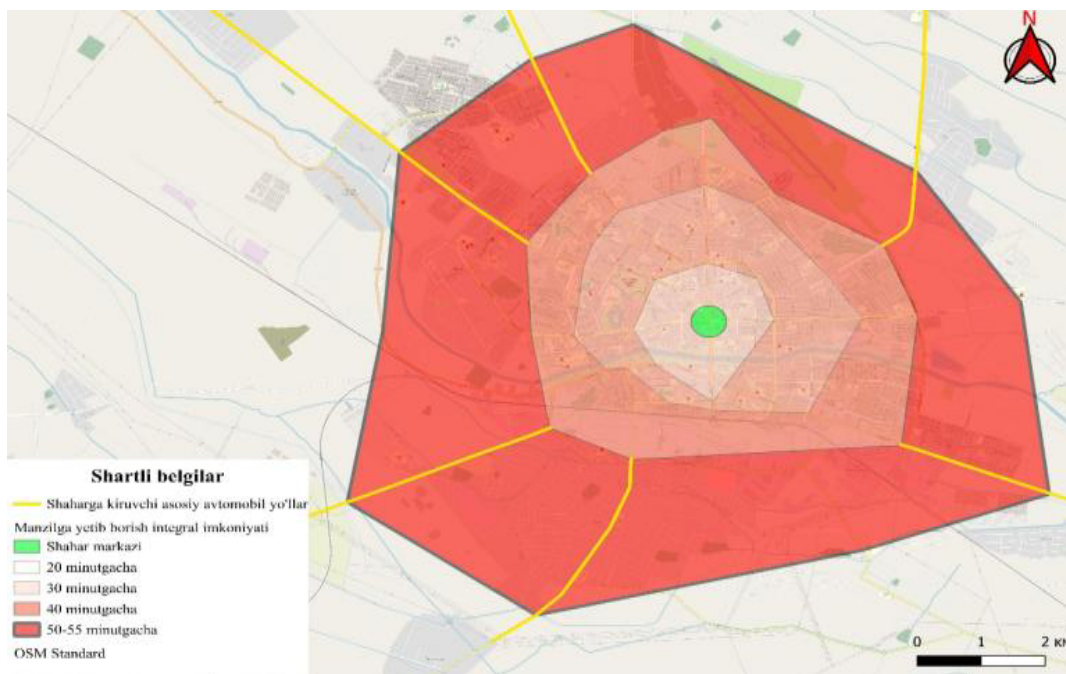 N
Shartli belgilar
Shaharga kiruvchi asosiy avtomobil yo'llar
Manzilga yetib borish integral imkoniyati
Shahar markazi
20 minutgacha
30 minutgacha
40 minutgacha
50-55 minutgacha
OSM Standard
0 1 2 км